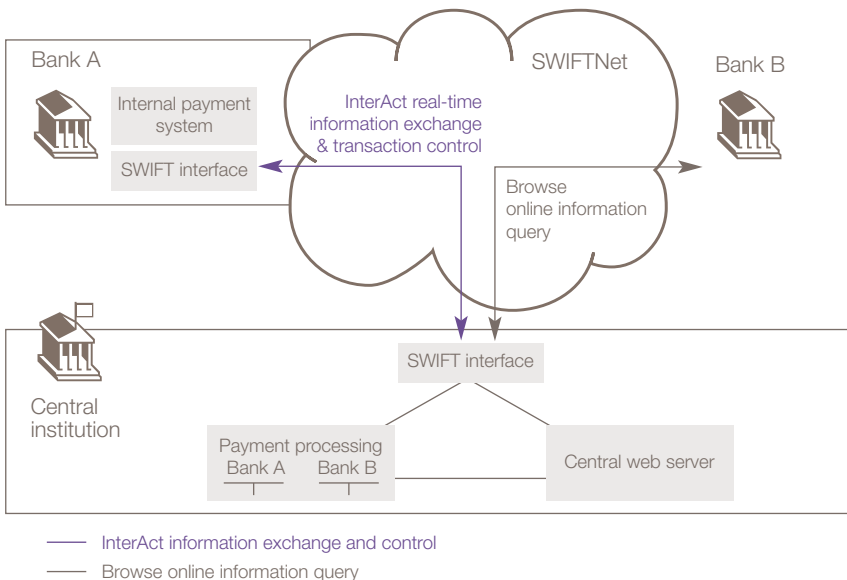 Bank A
Internal payment
system
SWIFT interface
SWIFTNet
InterAct real-time
information exchange
& transaction control
Bank B
Browse
online information
query
Central
institution
SWIFT interface
Payment processing
Bank A
Bank B
Central web server
InterAct information exchange and control
Browse online information query